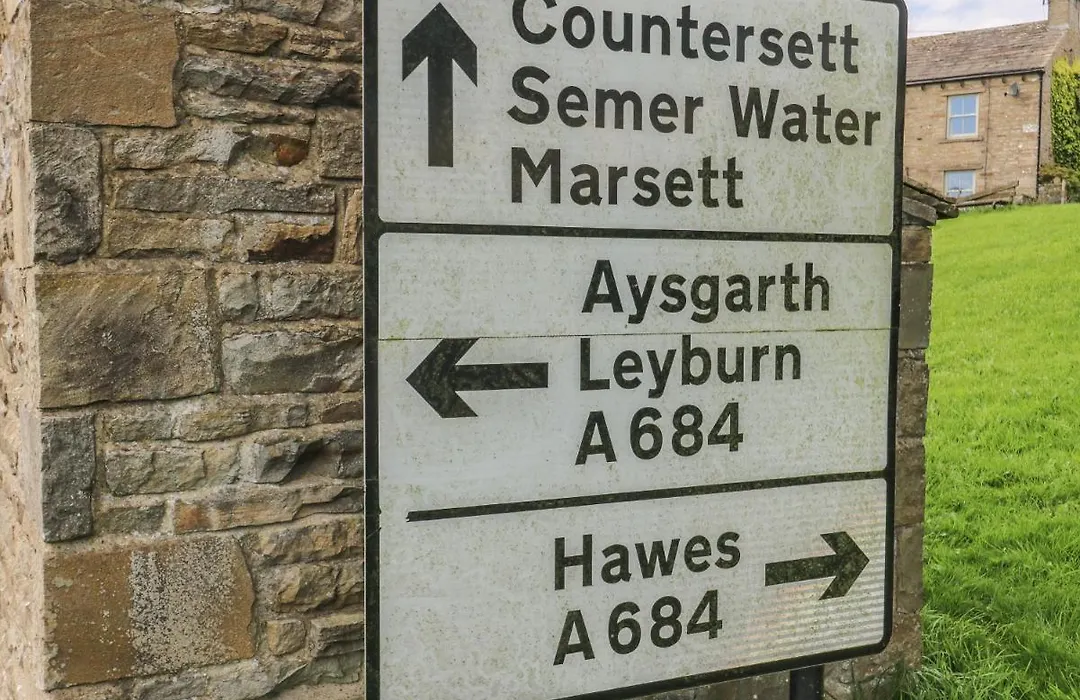 Countersett
Semer Water
Marsett
Aysgarth
Leyburn
A684
Hawes
A684